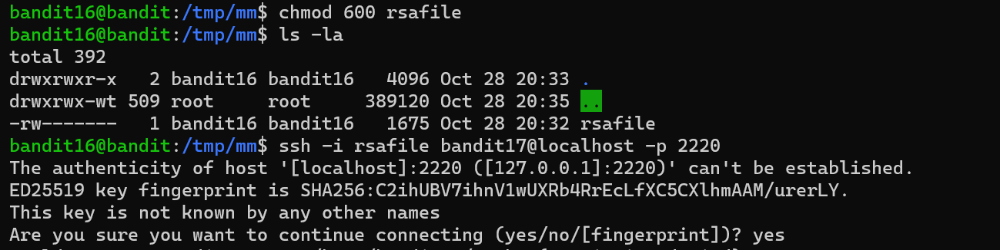 bandit16@bandit:/tmp/mm$ chmod 600 rsafile
bandit16@bandit:/tmp/mm$ ls -la
total 392
drwxrwxr-x   2 bandit16 bandit16   4096 Oct 28 20:33 .
drwxrwx-wt 509 root     root     389120 Oct 28 20:35 ..
-rw-------   1 bandit16 bandit16   1675 Oct 28 20:32 rsafile
bandit16@bandit:/tmp/mm$ ssh -i rsafile bandit17@localhost -p 2220
The authenticity of host '[localhost]:2220 ([127.0.0.1]:2220)' can't be established.
ED25519 key fingerprint is SHA256:C2ihUBV7ihnV1wUXRb4RrEcLfXC5CXlhmAAM/urerLY.
This key is not known by any other names
Are you sure you want to continue connecting (yes/no/[fingerprint])? yes